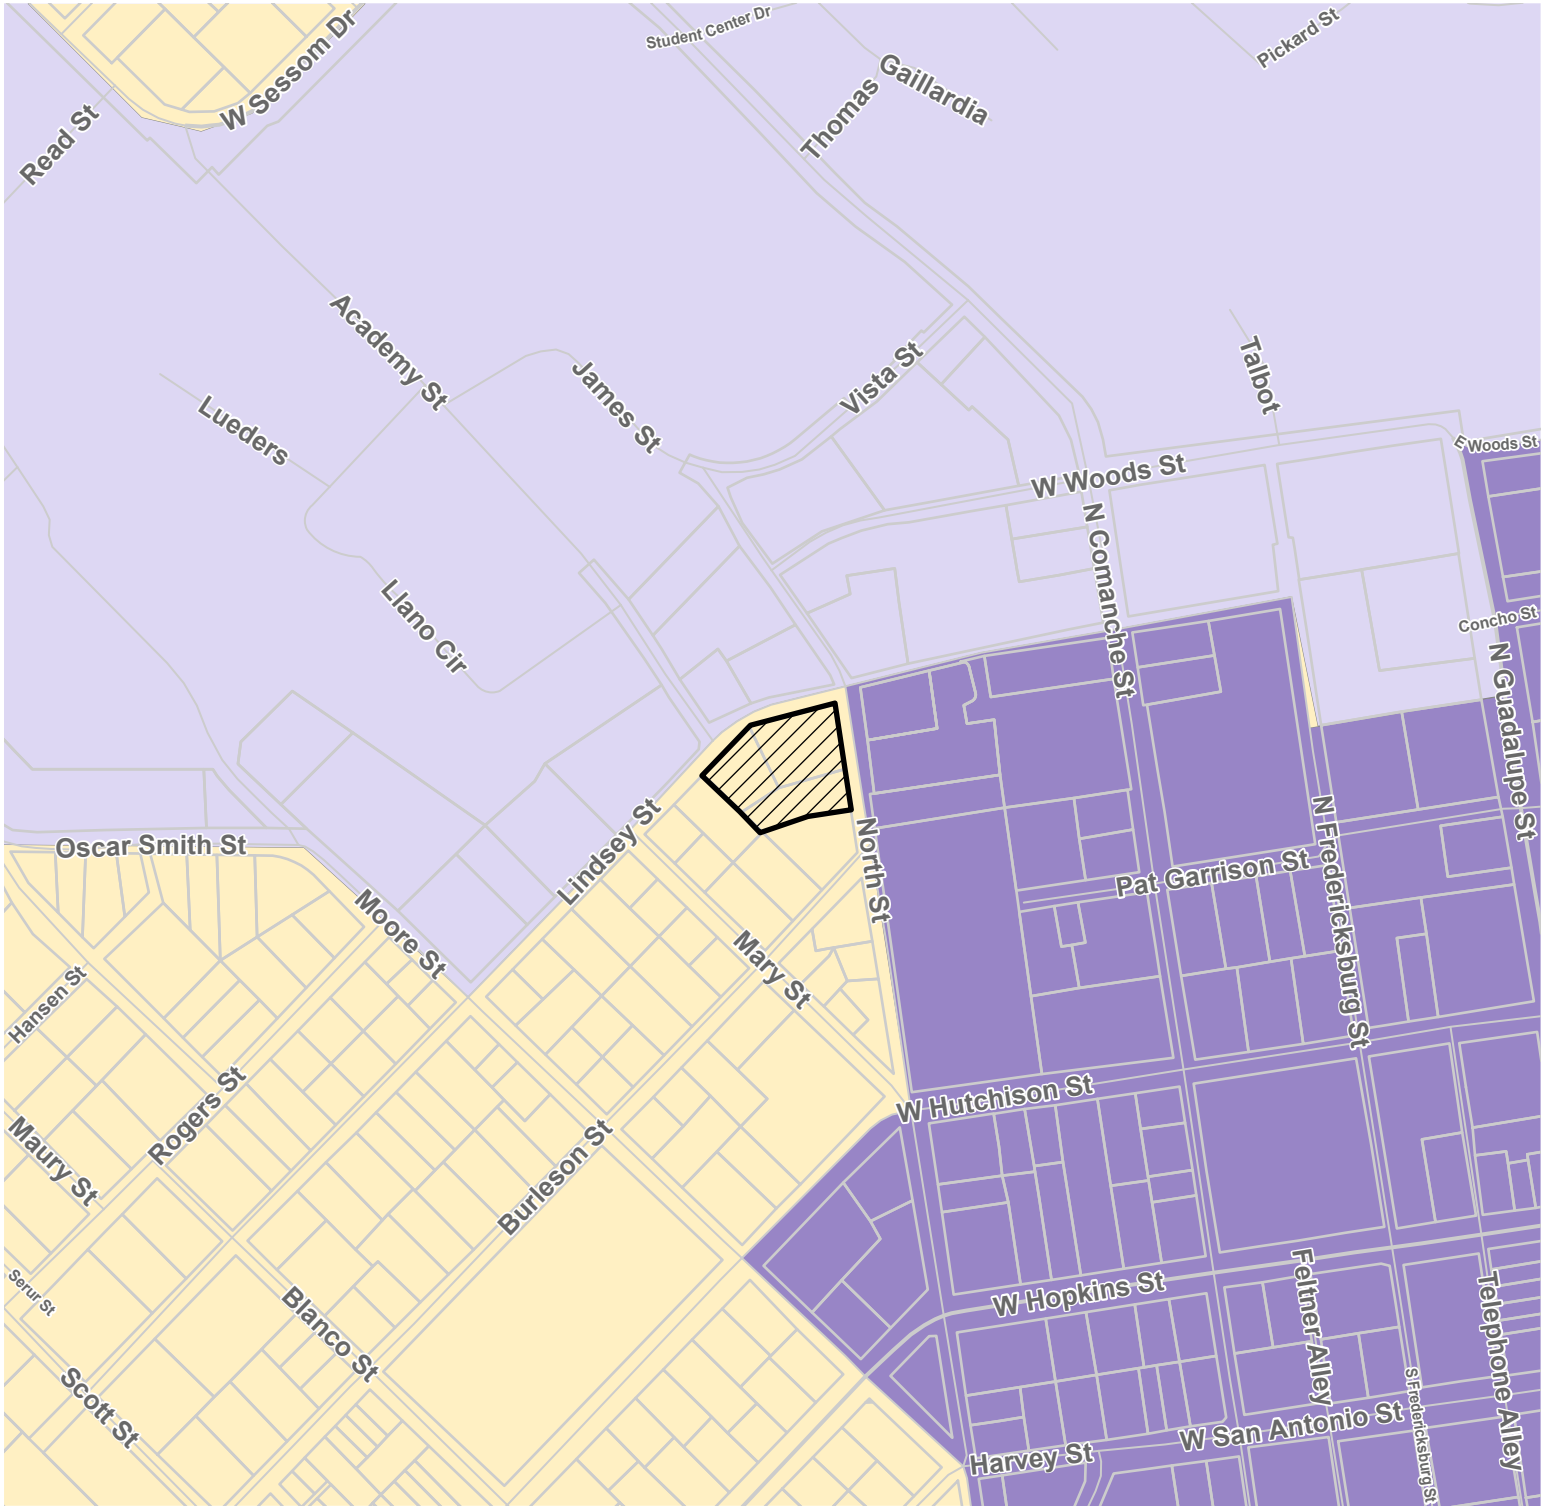 Student Center Dr
Pickard St
W Sessom Dr
Gaillardia
Thomas
Read St
Academy St
James St
Vista St
Talbot
Lueders
E Woods St
W Woods St
N Comanche St
Llano Cir
Concho St
N Guadalupe St
Oscar Smith St
Lindsey St
North St
N Fredericksburg St
Pat Garrison St
Moore St
Mary St
Hansen St
Rogers St
W Hutchison St
Maury St
Burleson St
Serur St
Blanco St
W Hopkins St
Feltner Alley
Telephone Alley
Scott St
S Fredericksburg St
W San Antonio St
Harvey St